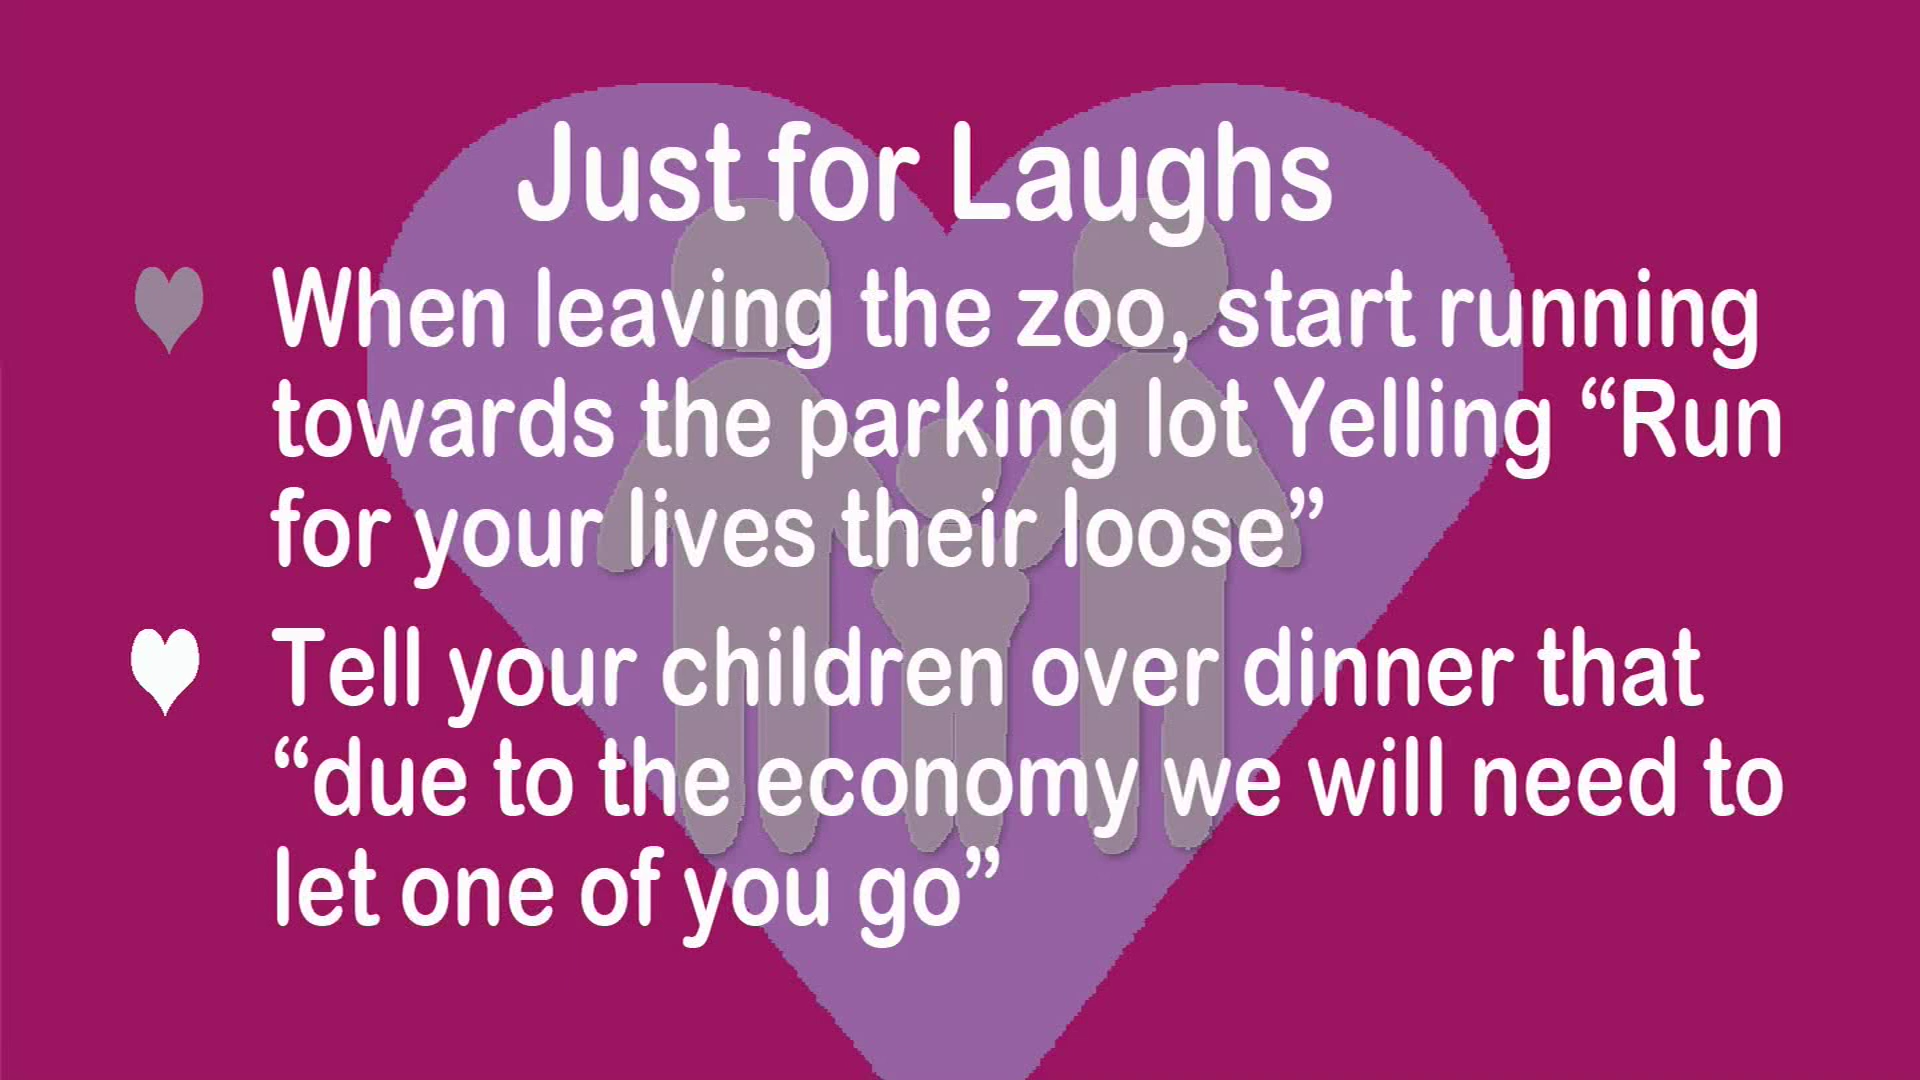 Just for Laughs
When leaving the zoo, start running
towards the parking lot Yelling “Run
for your lives their loose”
Tell your children over dinner that
“due to the economy we will need to
let one of you go”